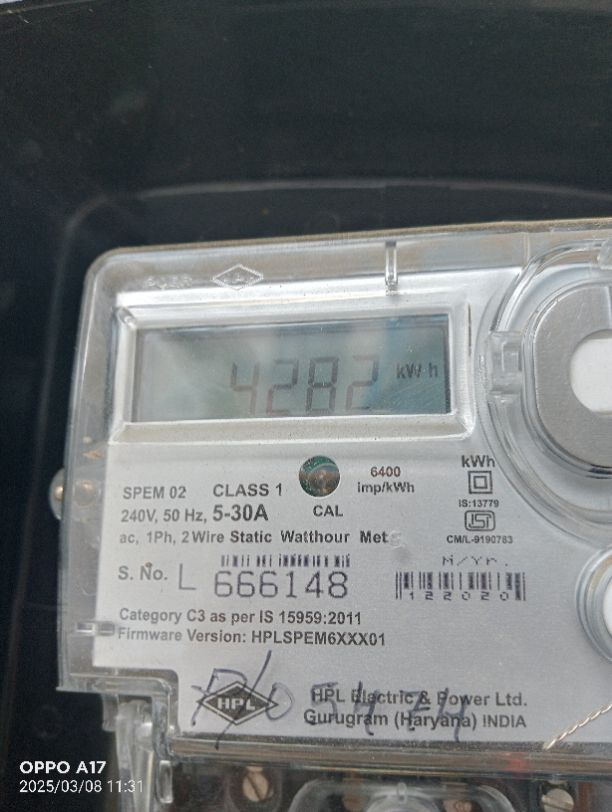 HPL
4282 kWh
6400
imp/kWh
CAL
kWh
IS:13779
CM/L-9190783
SPEM 02 CLASS 1
240V, 50 Hz, 5-30A
ac, 1Ph, 2 Wire Static Watthour Met
M/Yr.
S. No. L 666148
122020
Category C3 as per IS 15959:2011
Firmware Version: HPLSPEM6XXX01
HPL
HPL Electric & Power Ltd.
Gurugram (Haryana) INDIA
OPPO A17
2025/03/08 11:31